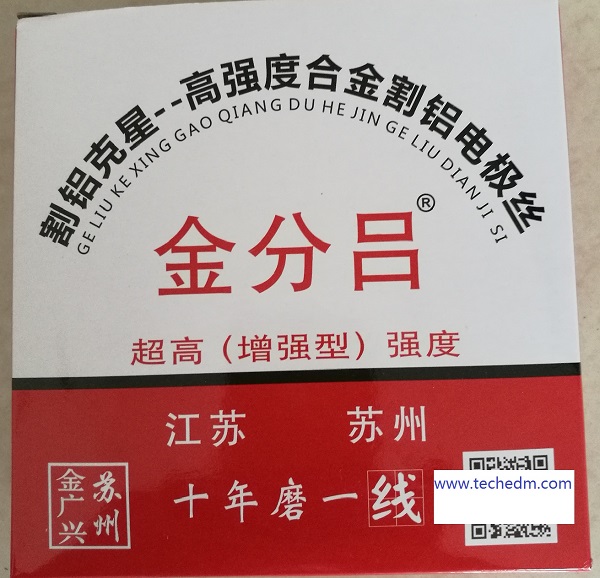 割铝克星--高强度合金割铝电极丝
GE LIU KE XING GAO QIANG DU HE JIN GE LIU DIAN JI SI
金分吕®
超高（增强型）强度
江苏 苏州
苏州
金广兴
十年磨一线
www.techedm.com